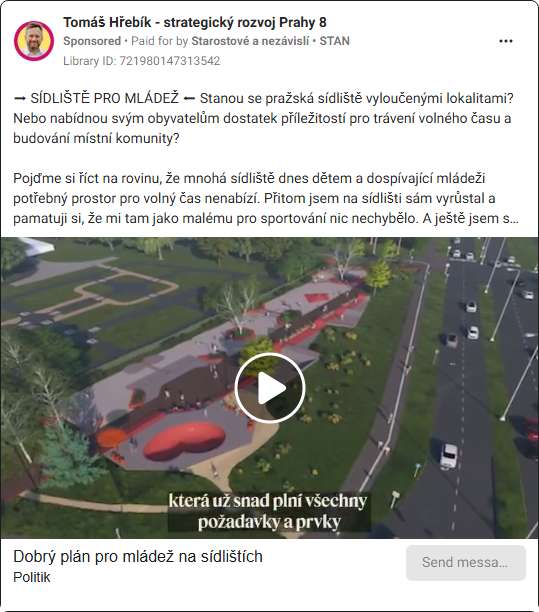 Tomáš Hřebík - strategický rozvoj Prahy 8
Sponsored • Paid for by Starostové a nezávislí • STAN
Library ID: 721980147313542
➞ SÍDLIŠTĚ PRO MLÁDEŽ ← Stanou se pražská sídliště vyloučenými lokalitami?
Nebo nabídnou svým obyvatelům dostatek příležitostí pro trávení volného času a
budování místní komunity?
Pojďme si říct na rovinu, že mnohá sídliště dnes dětem a dospívající mládeži
potřebný prostor pro volný čas nenabízí. Přitom jsem na sídlišti sám vyrůstal a
pamatuji si, že mi tam jako malému pro sportování nic nechybělo. A ještě jsem s...
která už snad plní všechny
požadavky a prvky
Dobrý plán pro mládež na sídlištích
Politik
Send messa...